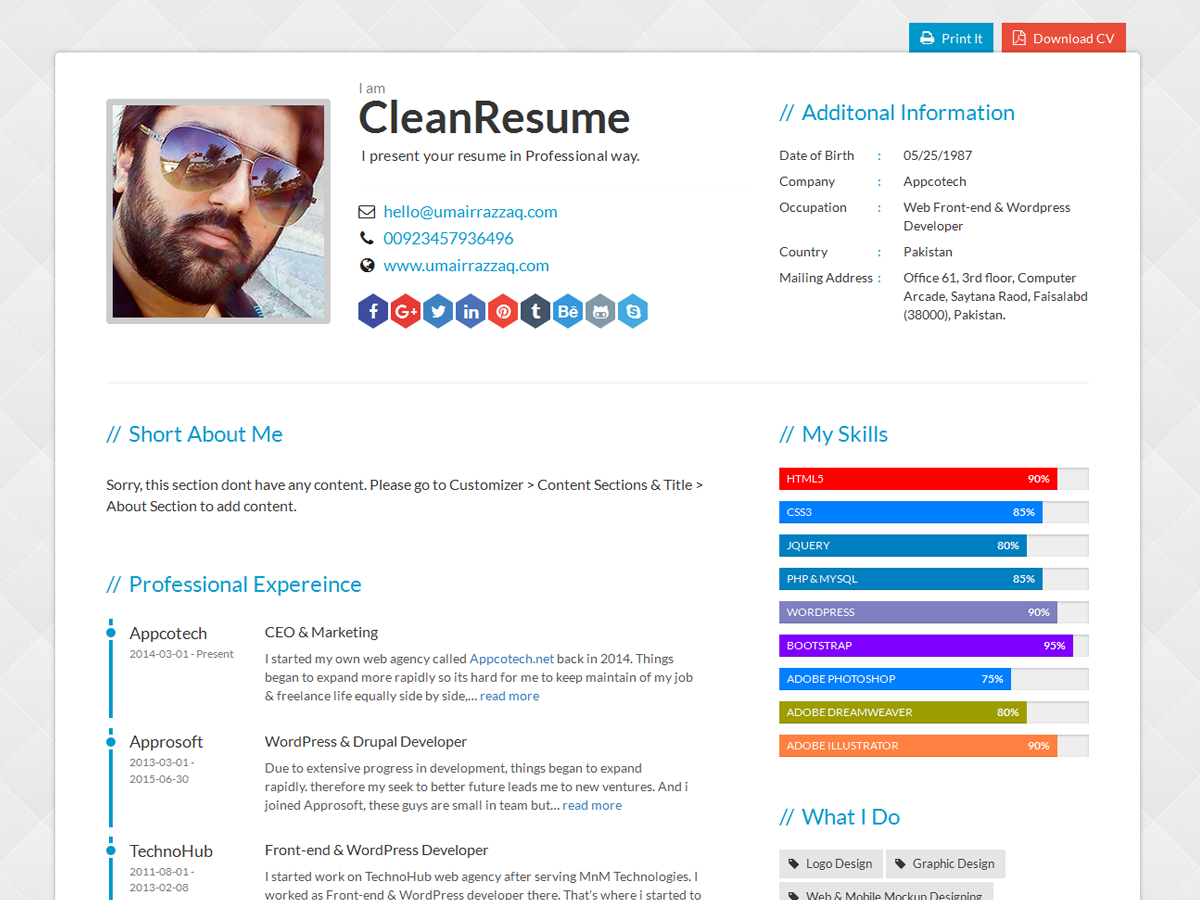 Print It
Download CV
I am
CleanResume
I present your resume in Professional way.
hello@umairrazzaq.com
00923457936496
www.umairrazzaq.com
f G+ in t Bē S
// Additonal Information
Date of Birth : 05/25/1987
Company : Appcotech
Occupation : Web Front-end & Wordpress
Developer
Country : Pakistan
Mailing Address : Office 61, 3rd floor, Computer
Arcade, Saytana Raod, Faisalabd
(38000), Pakistan.
// Short About Me
Sorry, this section dont have any content. Please go to Customizer > Content Sections & Title >
About Section to add content.
// Professional Expereince
Appcotech
2014-03-01 - Present
CEO & Marketing
I started my own web agency called Appcotech.net back in 2014. Things
began to expand more rapidly so its hard for me to keep maintain of my job
& freelance life equally side by side,... read more
Approsoft
2013-03-01 -
2015-06-30
WordPress & Drupal Developer
Due to extensive progress in development, things began to expand
rapidly. therefore my seek to better future leads me to new ventures. And i
joined Approsoft, these guys are small in team but... read more
TechnoHub
2011-08-01 -
2013-02-08
Front-end & WordPress Developer
I started work on TechnoHub web agency after serving MnM Technologies. I
worked as Front-end & WordPress developer there. That's where i started to
// My Skills
HTML5 90%
CSS3 85%
JQUERY 80%
PHP & MYSQL 85%
WORDPRESS 90%
BOOTSTRAP 95%
ADOBE PHOTOSHOP 75%
ADOBE DREAMWEAVER 80%
ADOBE ILLUSTRATOR 90%
// What I Do
Logo Design
Graphic Design
Web & Mobile Mockup Designing